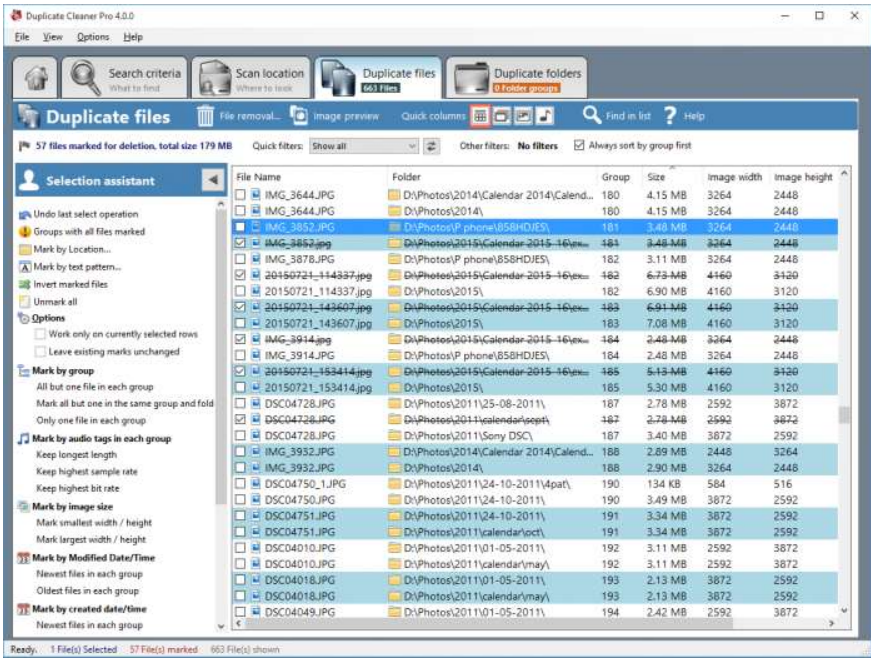 Duplicate Cleaner Pro 4.0.0
File View Options Help
Search criteria
What to find
Scan location
Where to look
Duplicate files
663 Files
Duplicate folders
0 Folder groups
Duplicate files File removal... Image preview Quick columns Find in list ? Help
57 files marked for deletion, total size 179 MB Quick filters: Show all Other filters: No filters Always sort by group first
Selection assistant
Undo last select operation
Groups with all files marked
Mark by Location...
Mark by text pattern...
Invert marked files
Unmark all
Options
Work only on currently selected rows
Leave existing marks unchanged
Mark by group
All but one file in each group
Mark all but one in the same group and fold
Only one file in each group
Mark by audio tags in each group
Keep longest length
Keep highest sample rate
Keep highest bit rate
Mark by image size
Mark smallest width / height
Mark largest width / height
Mark by Modified Date/Time
Newest files in each group
Oldest files in each group
Mark by created date/time
Newest files in each group
File Name Folder Group Size Image width Image height
IMG_3644.JPG D:\Photos\2014\Calendar 2014\Calend... 180 4.15 MB 3264 2448
IMG_3644.JPG D:\Photos\2014\ 180 4.15 MB 3264 2448
IMG_3852.JPG D:\Photos\P phone\858HDJES\ 181 3.48 MB 3264 2448
IMG_3852.jpg D:\Photos\2015\Calendar 2015-16\ex... 181 3.48 MB 3264 2448
IMG_3878.JPG D:\Photos\P phone\858HDJES\ 182 3.11 MB 3264 2448
20150721_114337.jpg D:\Photos\2015\Calendar 2015-16\ex... 182 6.73 MB 4160 3120
20150721_114337.jpg D:\Photos\2015\ 182 6.90 MB 4160 3120
20150721_143607.jpg D:\Photos\2015\Calendar 2015-16\ex... 183 6.91 MB 4160 3120
20150721_143607.jpg D:\Photos\2015\ 183 7.08 MB 4160 3120
IMG_3914.jpg D:\Photos\2015\Calendar 2015-16\ex... 184 2.48 MB 3264 2448
IMG_3914.JPG D:\Photos\P phone\858HDJES\ 184 2.48 MB 3264 2448
20150721_153414.jpg D:\Photos\2015\Calendar 2015-16\ex... 185 5.13 MB 4160 3120
20150721_153414.jpg D:\Photos\2015\ 185 5.30 MB 4160 3120
DSC04728.JPG D:\Photos\2011\25-08-2011\ 187 2.78 MB 2592 3872
DSC04728.JPG D:\Photos\2011\calendar\sept\ 187 2.78 MB 2592 3872
DSC04728.JPG D:\Photos\2011\Sony DSC\ 187 3.40 MB 3872 2592
IMG_3932.JPG D:\Photos\2014\Calendar 2014\Calend... 188 2.89 MB 2448 3264
IMG_3932.JPG D:\Photos\2014\ 188 2.90 MB 3264 2448
DSC04750_1.JPG D:\Photos\2011\24-10-2011\4pat\ 190 134 KB 584 516
DSC04750.JPG D:\Photos\2011\24-10-2011\ 190 3.49 MB 3872 2592
DSC04751.JPG D:\Photos\2011\24-10-2011\ 191 3.34 MB 3872 2592
DSC04751.JPG D:\Photos\2011\calendar\oct\ 191 3.34 MB 3872 2592
DSC04010.JPG D:\Photos\2011\01-05-2011\ 192 3.11 MB 2592 3872
DSC04010.JPG D:\Photos\2011\calendar\may\ 192 3.11 MB 2592 3872
DSC04018.JPG D:\Photos\2011\01-05-2011\ 193 2.13 MB 3872 2592
DSC04018.JPG D:\Photos\2011\calendar\may\ 193 2.13 MB 3872 2592
DSC04049.JPG D:\Photos\2011\01-05-2011\ 194 2.42 MB 2592 3872
Ready. 1 File(s) Selected 57 File(s) marked 663 File(s) shown